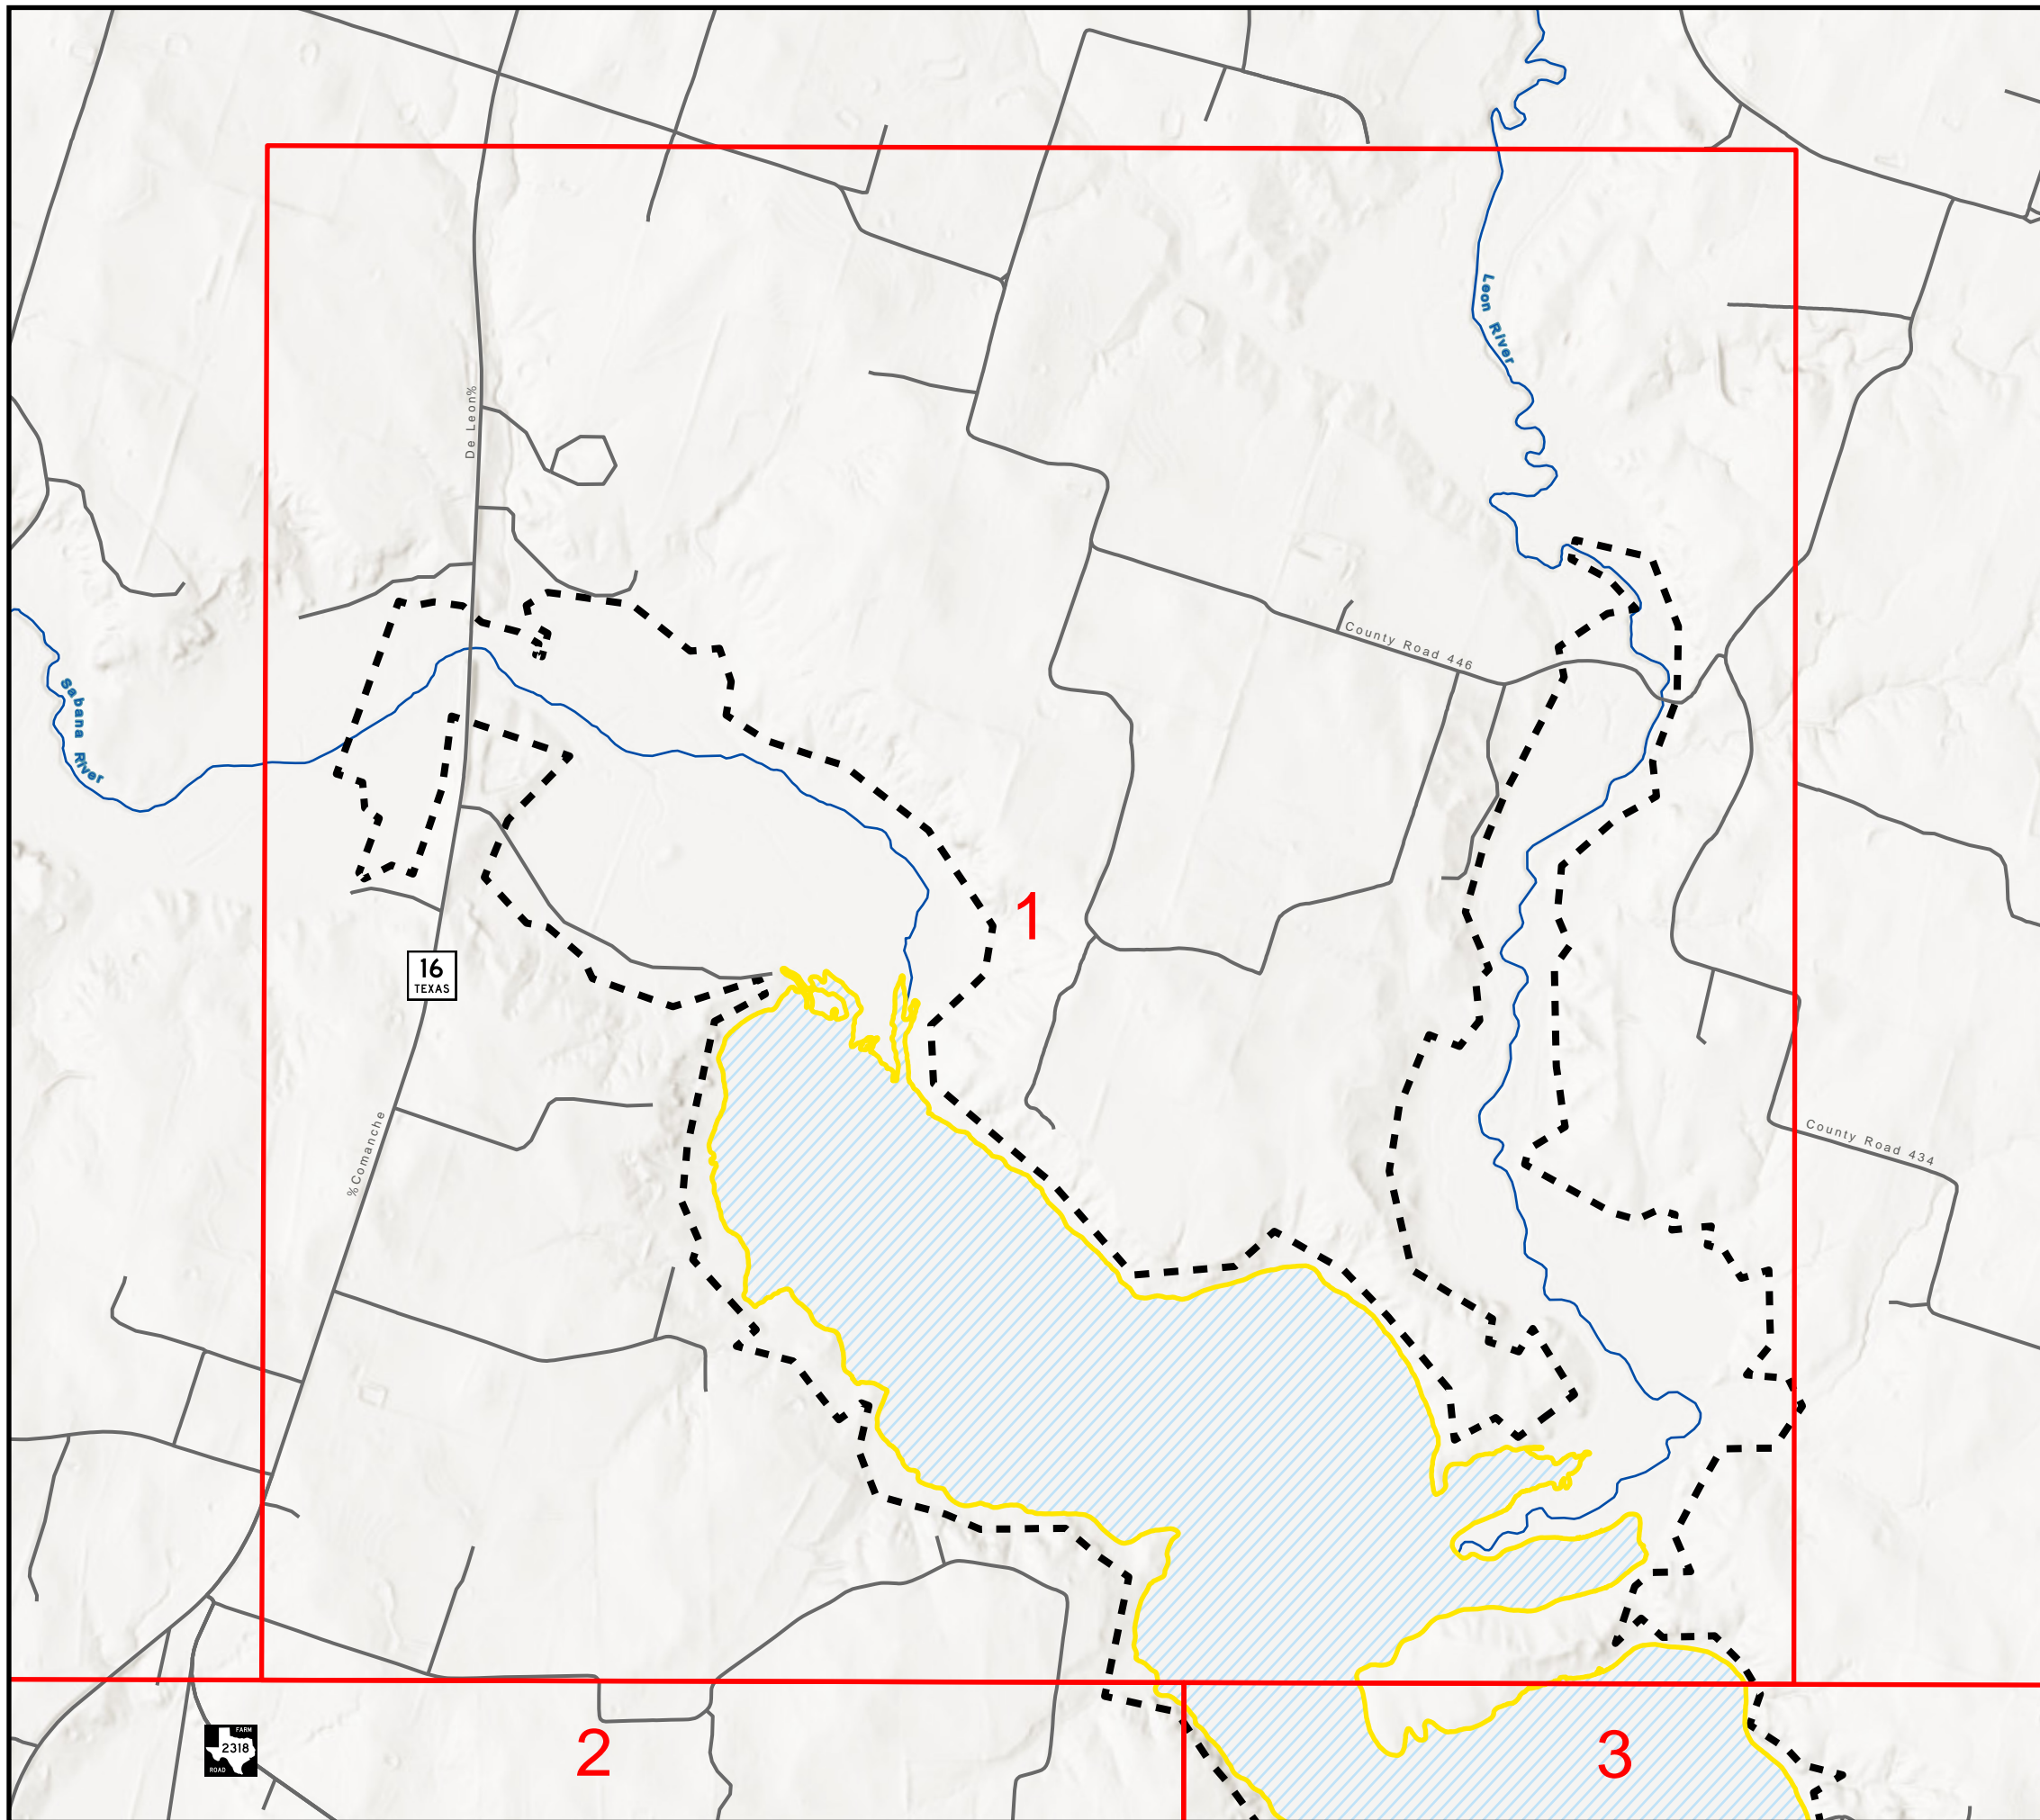 Leon River
De Leon%
County Road 446
Sabana River
1
16
TEXAS
%Comanche
County Road 434
FARM
2318
ROAD
2
3